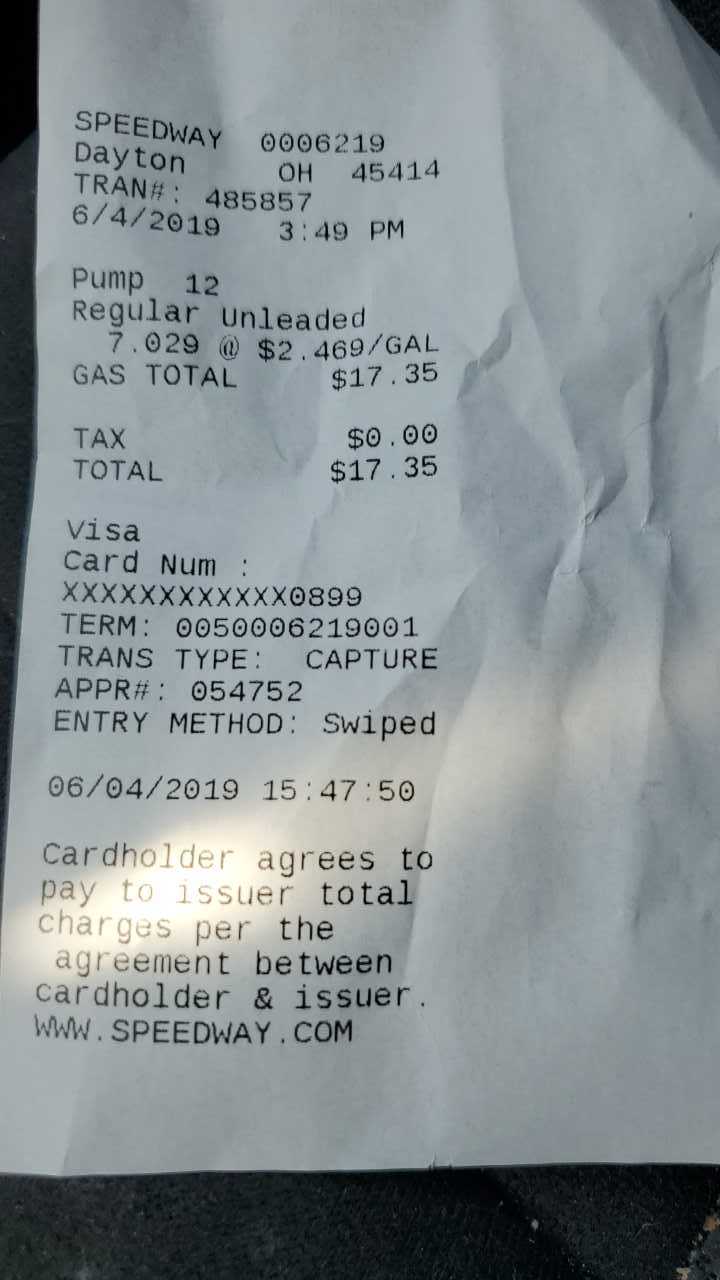 SPEEDWAY 0006219
Dayton OH 45414
TRAN#: 485857
6/4/2019 3:49 PM
Pump 12
Regular Unleaded
7.029 @ $2.469/GAL
GAS TOTAL $17.35
TAX $0.00
TOTAL $17.35
Visa
Card Num :
XXXXXXXXXXXX0899
TERM: 0050006219001
TRANS TYPE: CAPTURE
APPR#: 054752
ENTRY METHOD: Swiped
06/04/2019 15:47:50
Cardholder agrees to
pay to issuer total
charges per the
agreement between
cardholder & issuer.
WWW.SPEEDWAY.COM